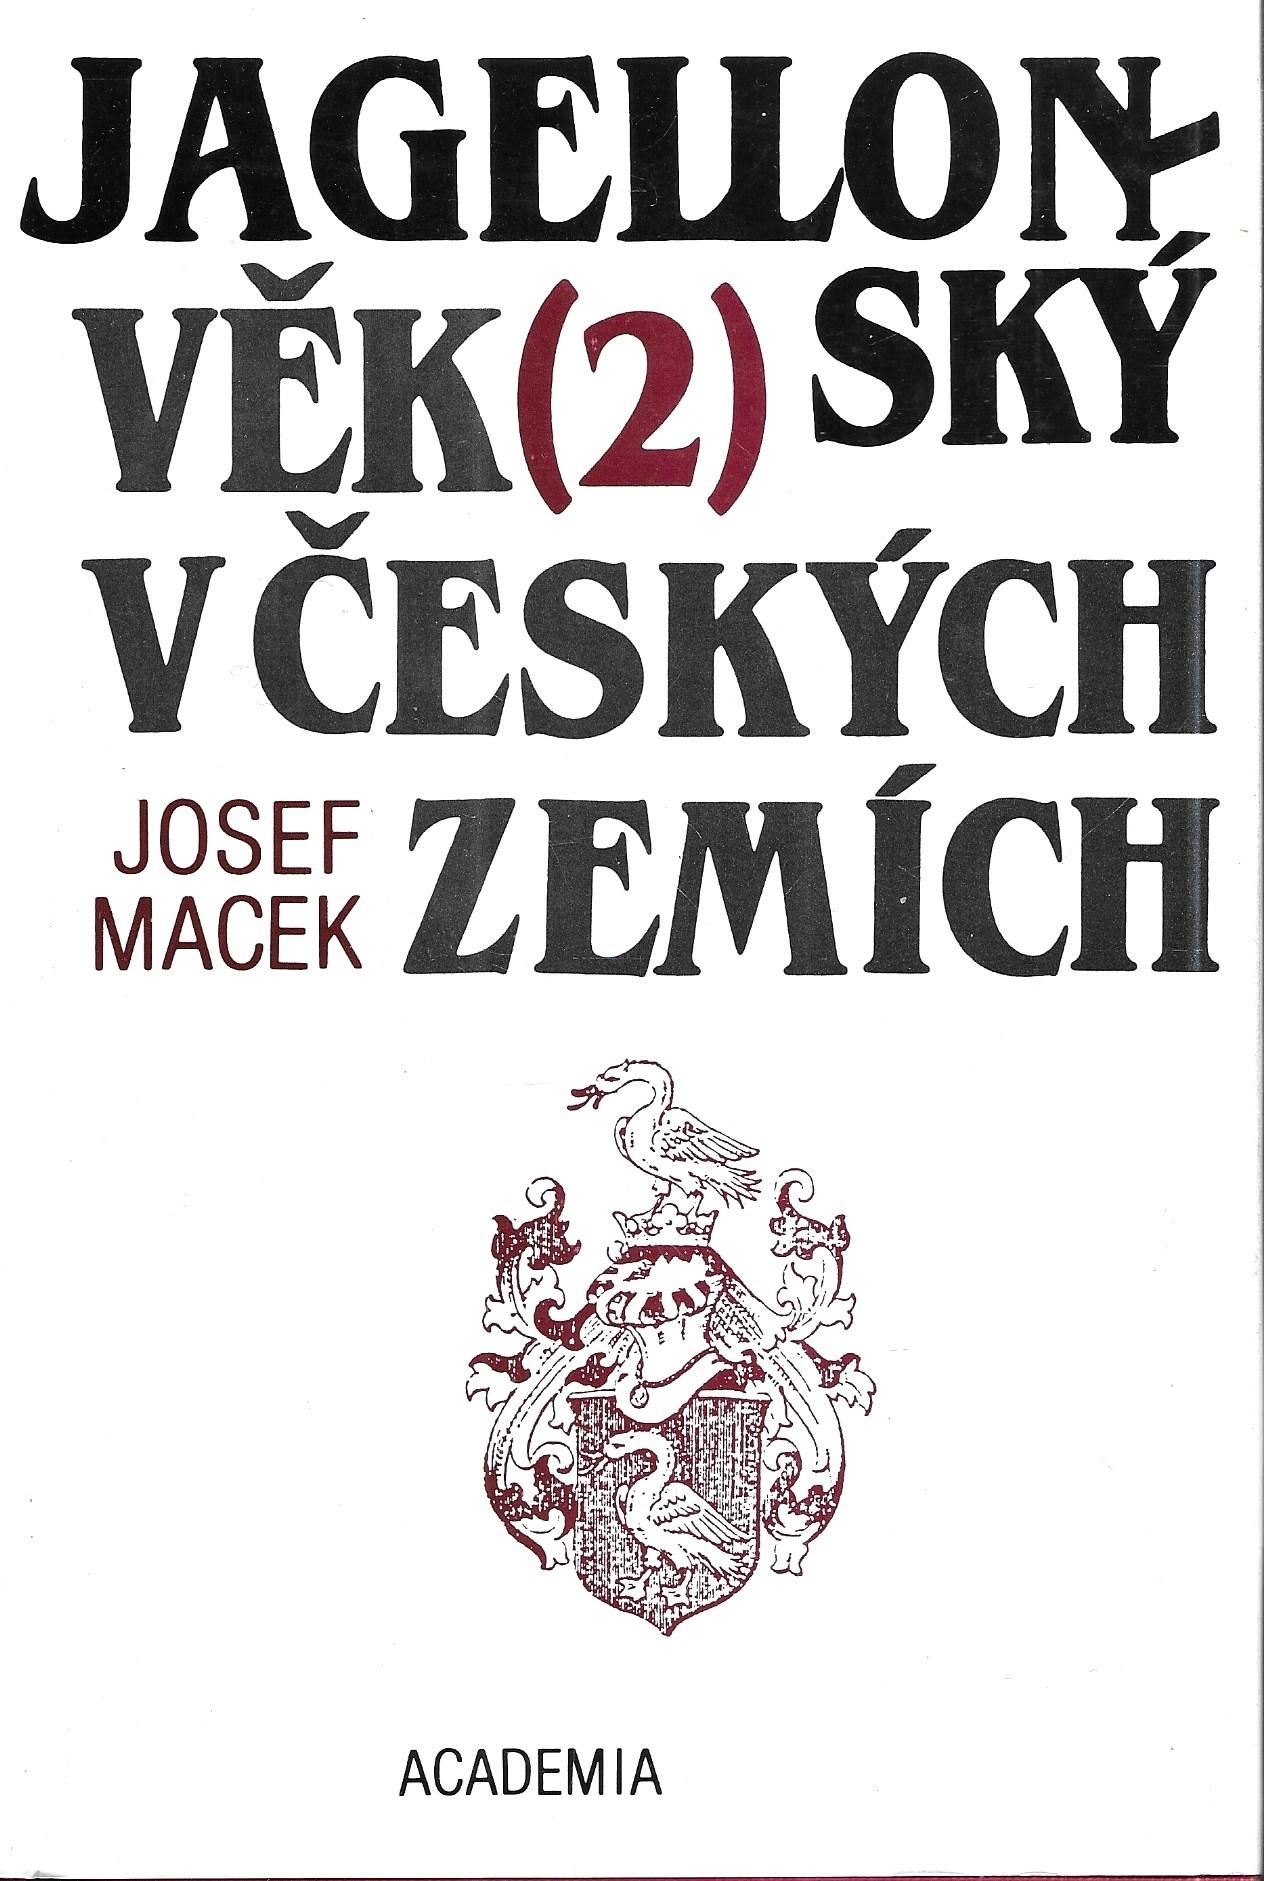 JAGELLON-
SKÝ
VĚK (2)
V ČESKÝCH
ZEMÍCH
JOSEF
MACEK
ACADEMIA